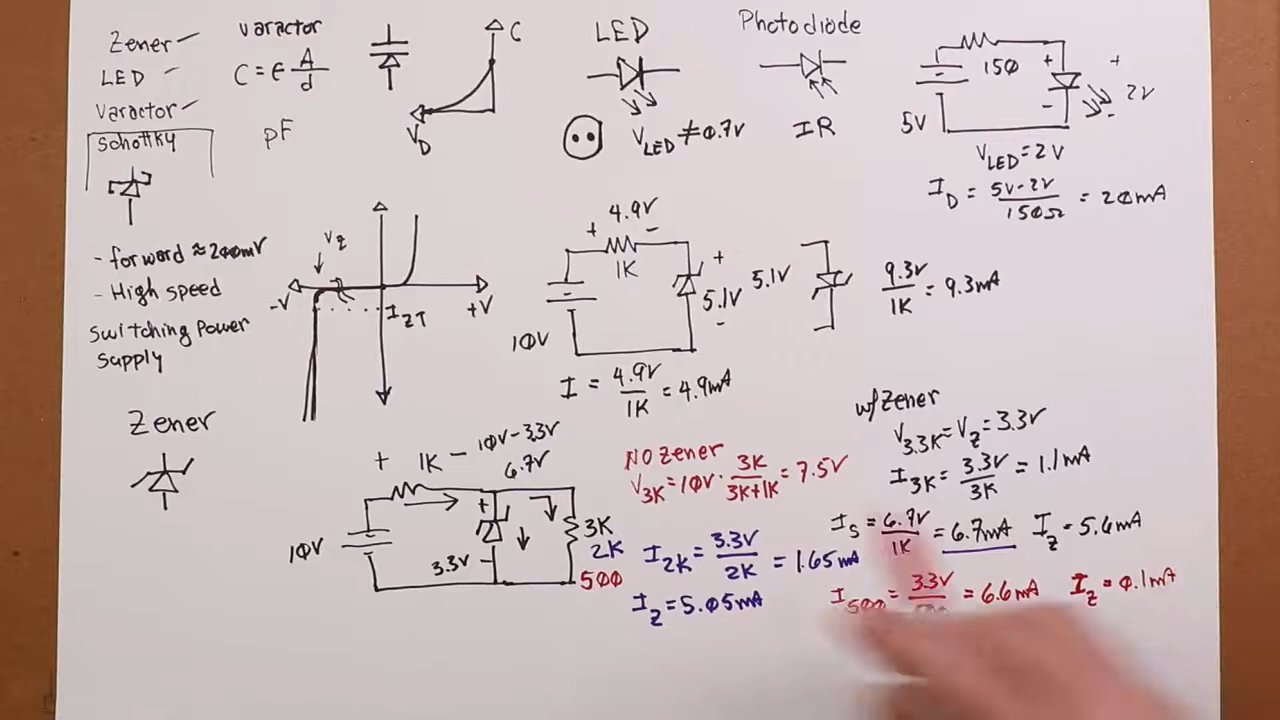 Zener
LED
Varactor
Schottky
- forward ≈ 200mV
- High speed
Switching Power
Supply
Zener
Varactor
C = ϵ A/d
pF
C
V_D
LED
V_LED ≠ 0.7V
Photodiode
IR
150
5V
+
-
+
2V
-
V_LED = 2V
I_D = 5V-2V/150Ω = 20mA
V_Z
-V
+V
I_ZT
4.9V
+ -
1K
10V
+
5.1V
-
5.1V
I = 4.9V/1K = 4.9mA
9.3V/1K = 9.3mA
+ 1K - 10V-3.3V
6.7V
10V
+
3.3V -
3K
2K
500
No Zener
V_3K = 10V · 3K/3K+1K = 7.5V
I_2K = 3.3V/2K = 1.65mA
I_Z = 5.05mA
w/Zener
V_3.3K = V_Z = 3.3V
I_3K = 3.3V/3K = 1.1mA
I_S = 6.7V/1K = 6.7mA I_Z = 5.6mA
I_500 = 3.3V/ = 6.6mA I_Z = 0.1mA